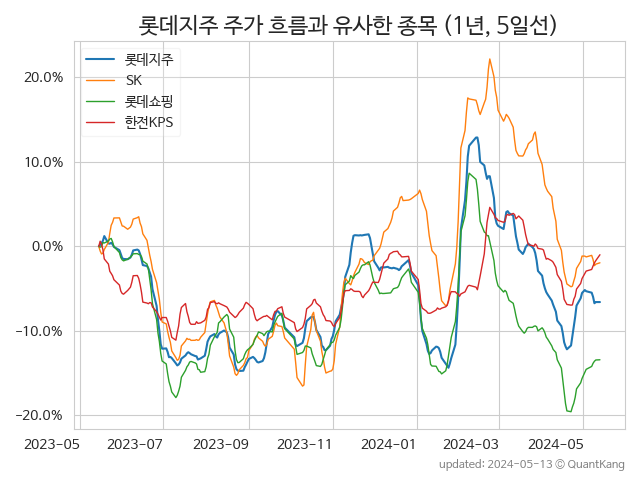 롯데지주 주가 흐름과 유사한 종목 (1년, 5일선)
롯데지주
SK
롯데쇼핑
한전KPS
20.0%
10.0%
0.0%
−10.0%
−20.0%
2023-05 2023-07 2023-09 2023-11 2024-01 2024-03 2024-05
updated: 2024-05-13 ⓒ QuantKang